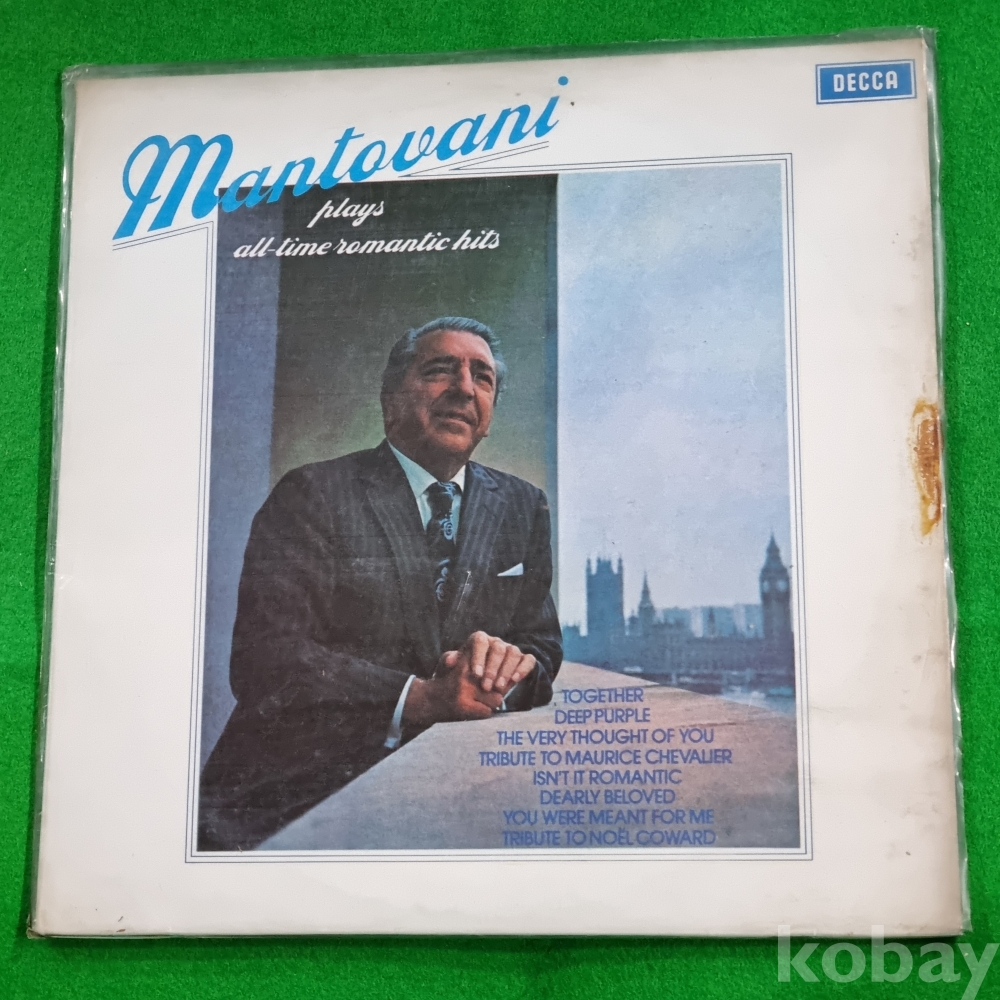 DECCA
Mantovani
plays
all-time romantic hits
TOGETHER
DEEP PURPLE
THE VERY THOUGHT OF YOU
TRIBUTE TO MAURICE CHEVALIER
ISN'T IT ROMANTIC
DEARLY BELOVED
YOU WERE MEANT FOR ME
TRIBUTE TO NOËL COWARD
kobay